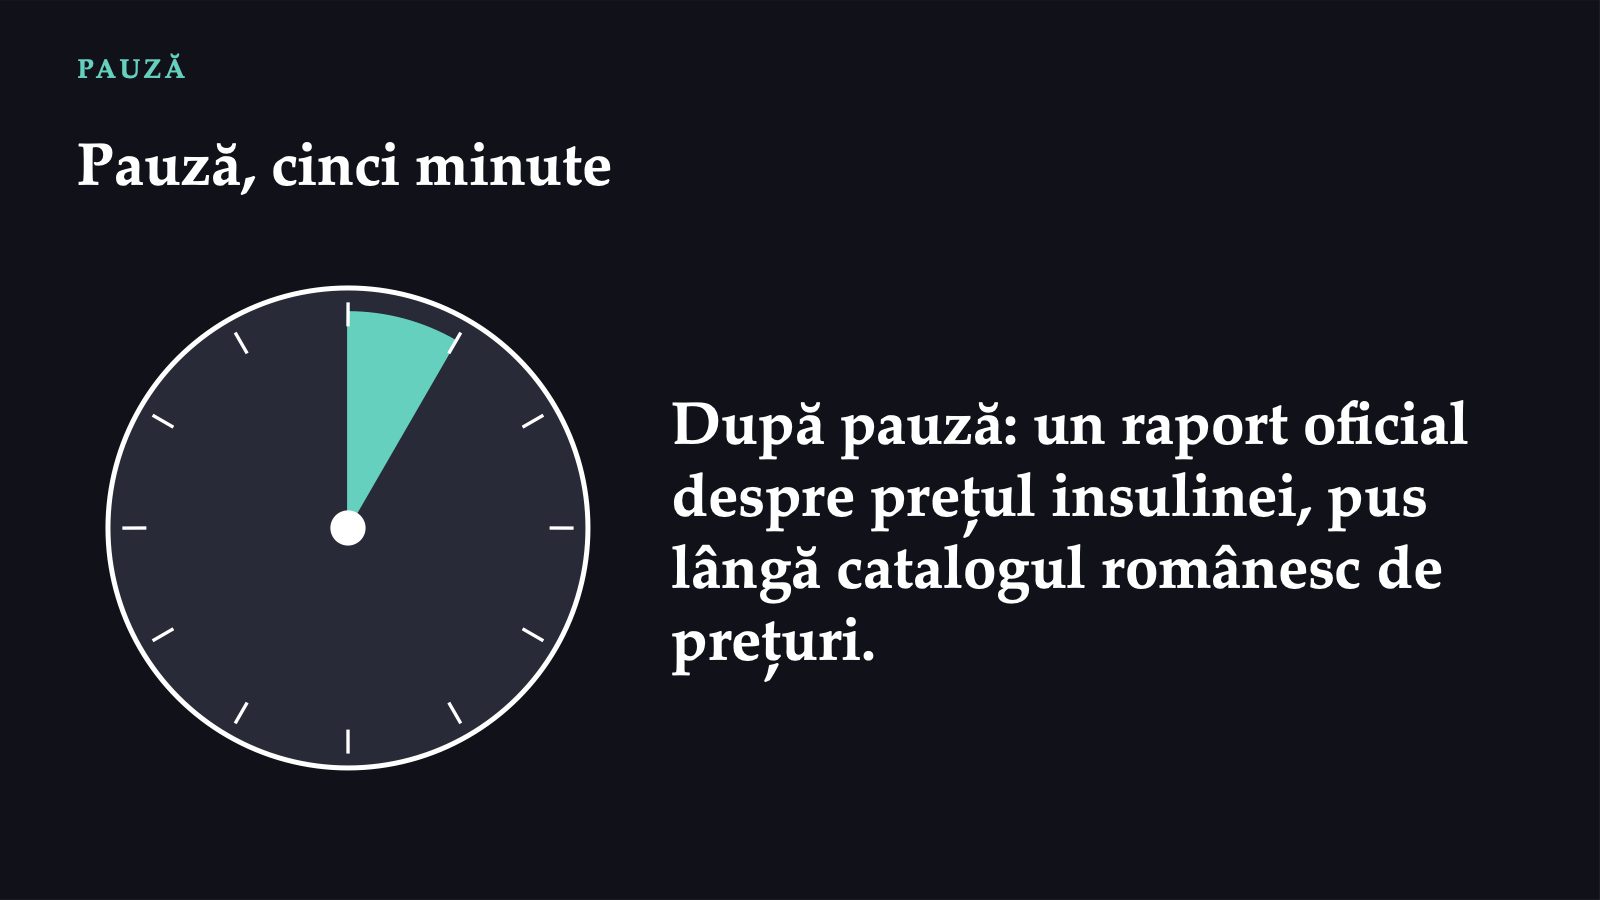 PAUZĂ
Pauză, cinci minute
După pauză: un raport oficial
despre prețul insulinei, pus
lângă catalogul românesc de
prețuri.